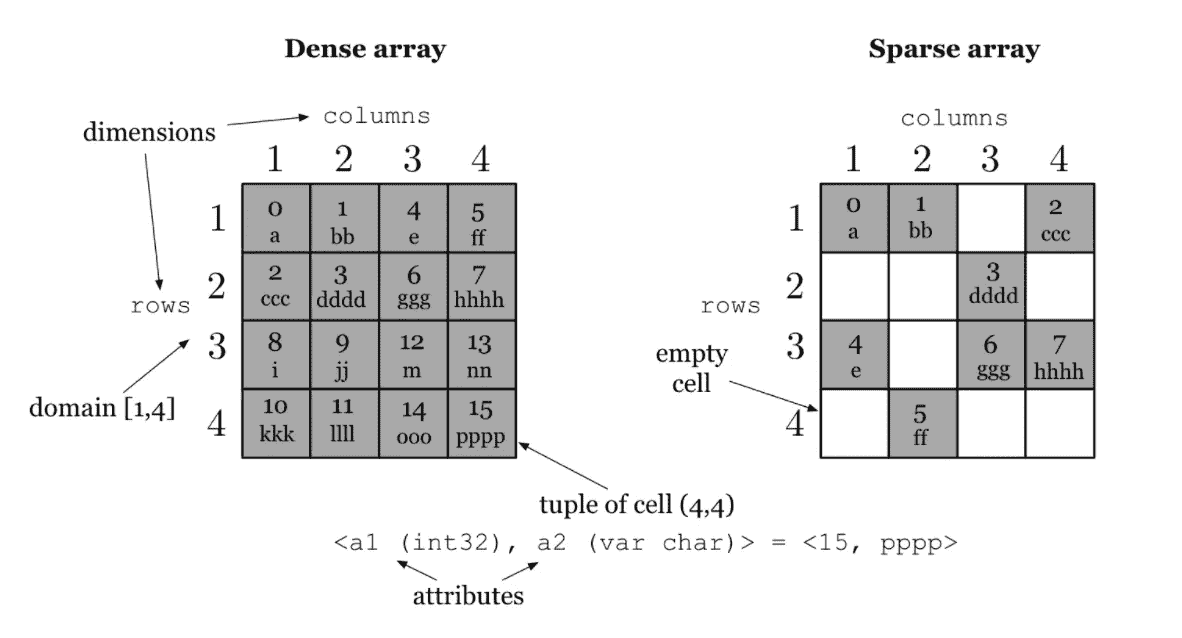 Dense array
Sparse array
dimensions
columns
1 2 3 4
rows
domain [1,4]
1
0 1 4 5
a bb e ff
2
2 3 6 7
ccc dddd ggg hhhh
3
8 9 12 13
i jj m nn
4
10 11 14 15
kkk llll ooo pppp
columns
1 2 3 4
rows
empty
cell
1
0 1 2
a bb ccc
2
3
dddd
3
4 6 7
e ggg hhhh
4
5
ff
tuple of cell (4,4)
<a1 (int32), a2 (var char)> = <15, pppp>
attributes